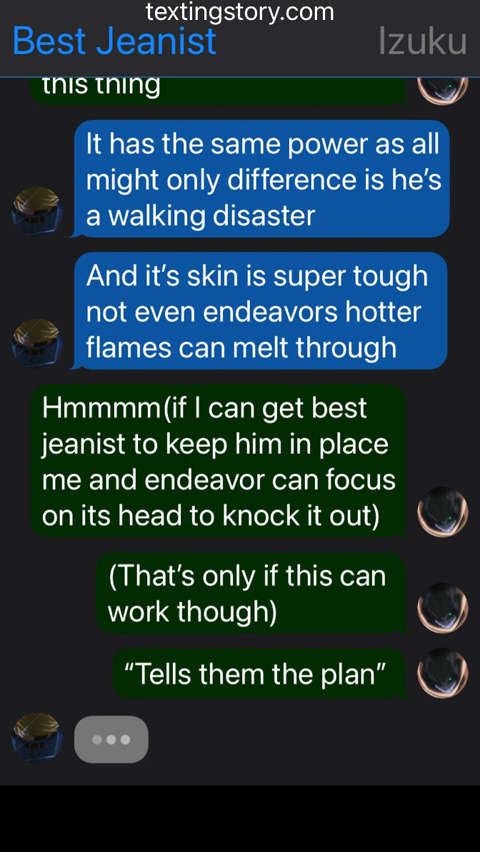 textingstory.com
Best Jeanist Izuku
this thing
It has the same power as all
might only difference is he’s
a walking disaster
And it’s skin is super tough
not even endeavors hotter
flames can melt through
Hmmmm(if I can get best
jeanist to keep him in place
me and endeavor can focus
on its head to knock it out)
(That’s only if this can
work though)
“Tells them the plan”